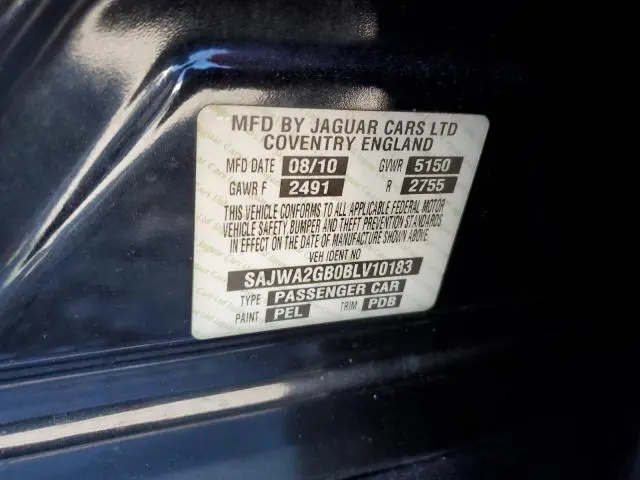 MFD BY JAGUAR CARS LTD
COVENTRY ENGLAND
MFD DATE 08/10 GVWR 5150
GAWR F 2491 R 2755
THIS VEHICLE CONFORMS TO ALL APPLICABLE FEDERAL MOTOR
VEHICLE SAFETY BUMPER AND THEFT PREVENTION STANDARDS
IN EFFECT ON THE DATE OF MANUFACTURE SHOWN ABOVE
VEH IDENT NO
SAJWA2GB0BLV10183
TYPE PASSENGER CAR
PAINT PEL TRIM PDB